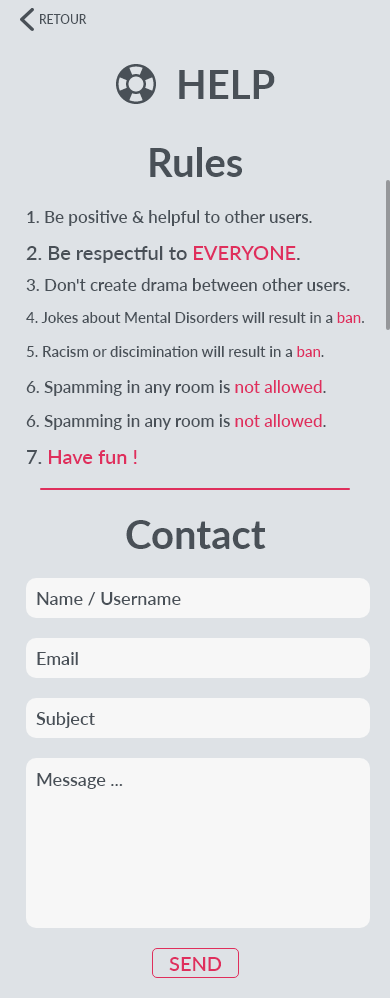 RETOUR
HELP
Rules
1. Be positive & helpful to other users.
2. Be respectful to EVERYONE.
3. Don't create drama between other users.
4. Jokes about Mental Disorders will result in a ban.
5. Racism or discimination will result in a ban.
6. Spamming in any room is not allowed.
6. Spamming in any room is not allowed.
7. Have fun !
Contact
Name / Username
Email
Subject
Message ...
SEND